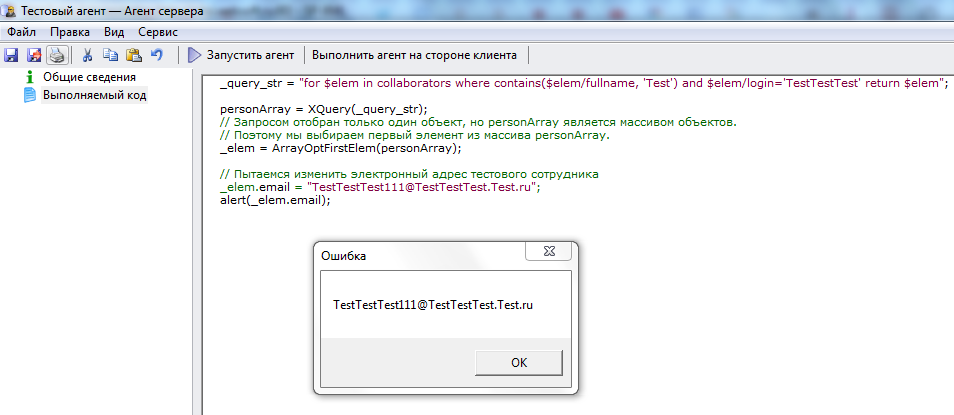 Тестовый агент — Агент сервера
Файл Правка Вид Сервис
Запустить агент Выполнить агент на стороне клиента
Общие сведения
Выполняемый код
_query_str = "for $elem in collaborators where contains($elem/fullname, 'Test') and $elem/login='TestTestTest' return $elem";
personArray = XQuery(_query_str);
// Запросом отобран только один объект, но personArray является массивом объектов.
// Поэтому мы выбираем первый элемент из массива personArray.
_elem = ArrayOptFirstElem(personArray);
// Пытаемся изменить электронный адрес тестового сотрудника
_elem.email = "TestTestTest111@TestTestTest.Test.ru";
alert(_elem.email);
Ошибка
TestTestTest111@TestTestTest.Test.ru
OK